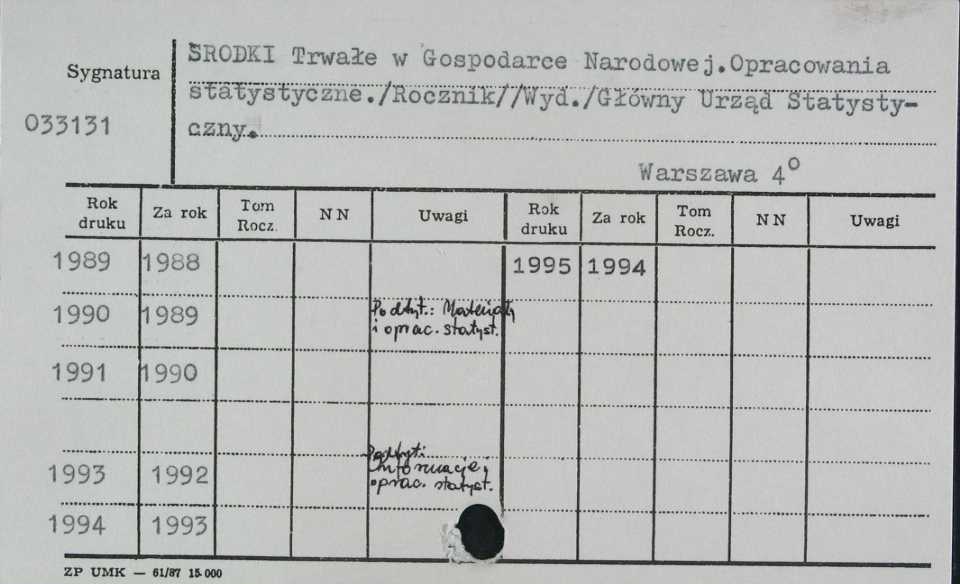 Sygnatura
033131
ŚRODKI Trwałe w Gospodarce Narodowej.Opracowania
statystyczne./Rocznik//Wyd./Główny Urząd Statysty-
czny.
Warszawa 4°
Rok druku Za rok Tom Rocz. NN Uwagi Rok druku Za rok Tom Rocz. NN Uwagi
1989 1988 1995 1994
1990 1989 Podtyt.: Materiały
i oprac. statyst.
1991 1990
Podtyt:
1993 1992 Informacje i
oprac. statyst.
1994 1993
ZP UMK — 61/87 15 000